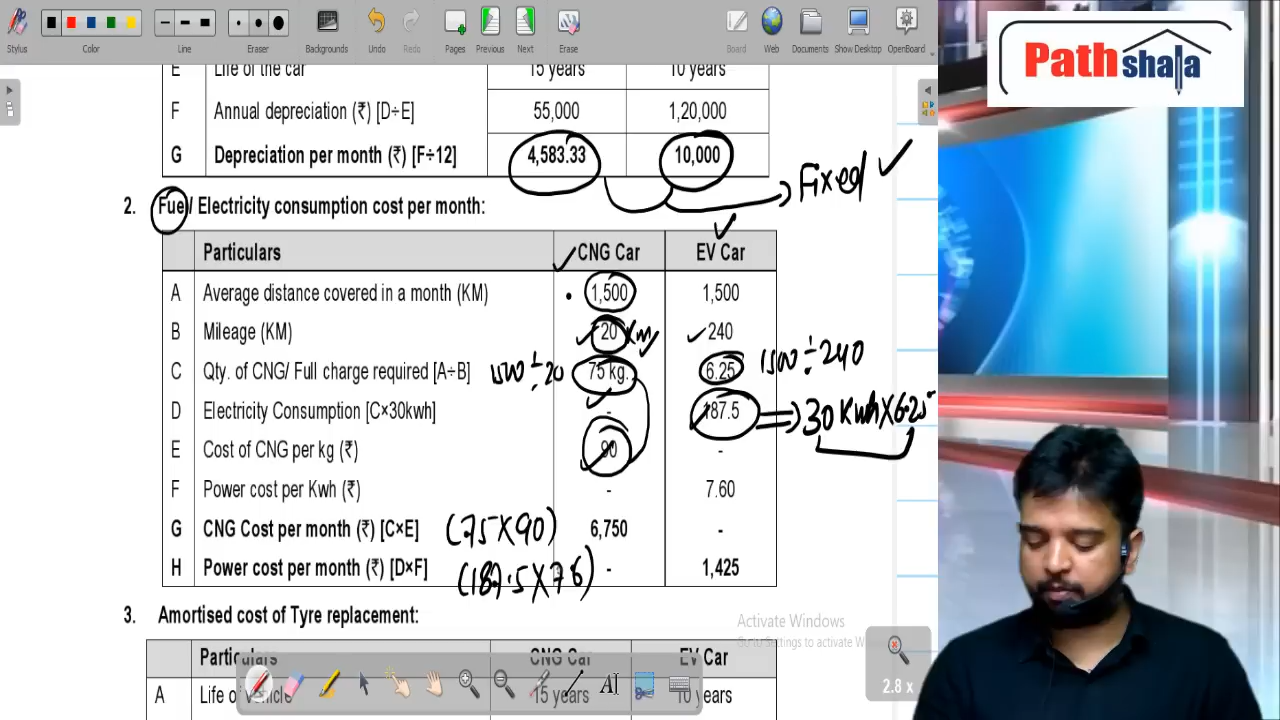 Stylus
Color
Line
Eraser
Backgrounds
Undo
Redo
Pages
Previous
Next
Erase
Board
Web
Documents
Show Desktop
OpenBoard
Path shala
E Life of the car 15 years 10 years
F Annual depreciation (₹) [D÷E] 55,000 1,20,000
G Depreciation per month (₹) [F÷12] 4,583.33 10,000
Fixed
2. Fuel/ Electricity consumption cost per month:
Particulars CNG Car EV Car
A Average distance covered in a month (KM) 1,500 1,500
B Mileage (KM) 20 Km 240
C Qty. of CNG/ Full charge required [A÷B] 1500 ÷ 20 75 kg. 6.25 1500 ÷ 240
D Electricity Consumption [C×30kwh] - 187.5 30 Kwh X 6.25
E Cost of CNG per kg (₹) 90 -
F Power cost per Kwh (₹) - 7.60
G CNG Cost per month (₹) [C×E] (75 X 90) 6,750 -
H Power cost per month (₹) [D×F] (187.5 X 7.6) - 1,425
3. Amortised cost of Tyre replacement:
Activate Windows
Go to Settings to activate W
Particulars CNG Car EV Car
A Life of vehicle 15 years 10 years
2.8 x